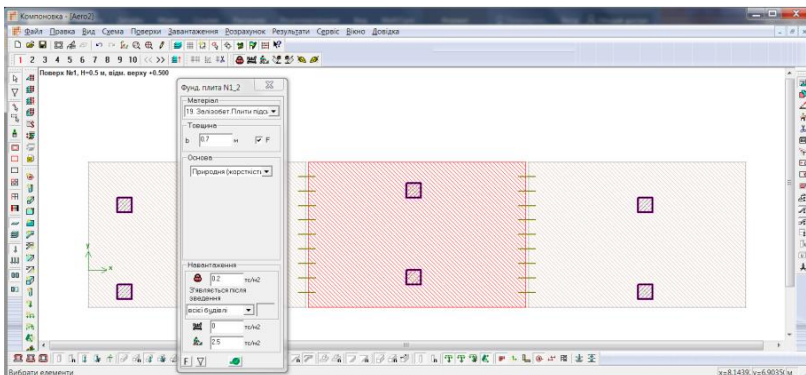 Компоновка - [Aero2]
Файл Правка Вид Схема Перевірки Завантаження Розрахунок Результати Сервіс Вікно Довідка
1 2 3 4 5 6 7 8 9 10
Поверх №1, H=0.5 м, відм. верху +0.500
Фунд. плита N1_2
Матеріал
19. Залізобет.Плити підс
Товщина
b 0.7 м F
Основа
Природня (жорсткіст
y
x
Навантаження
0.2 тс/м2
З'являється після зведення
всієї будівлі
0 тс/м2
2.5 тс/м2
F
Вибрати елементи
x=8.1439, y=6.9035(м